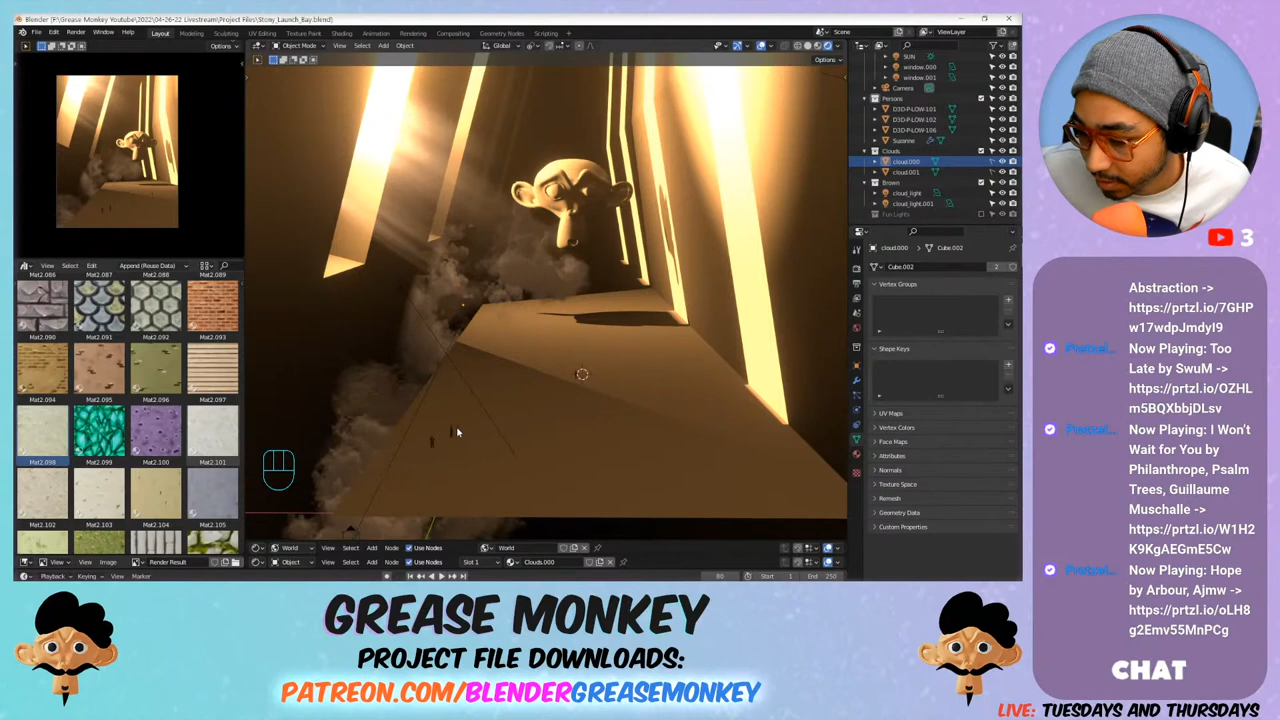 Blender [F:\Grease Monkey Youtube\2022\04-26-22 Livestream\Project Files\Stony_Launch_Bay.blend]
File Edit Render Window Help Layout Modeling Sculpting UV Editing Texture Paint Shading Animation Rendering Compositing Geometry Nodes Scripting Scene ViewLayer
Options Object Mode View Select Add Object Global
Options
SUN
window.000
window.001
Camera
Persons
D3D-P-LOW-101
D3D-P-LOW-102
D3D-P-LOW-106
Suzanne
Clouds
cloud.000
cloud.001
Brown
cloud_light
cloud_light.001
Fun Lights
cloud.000 Cube.002
Cube.002 2
Vertex Groups
Shape Keys
UV Maps
Vertex Colors
Face Maps
Attributes
Normals
Texture Space
Remesh
Geometry Data
Custom Properties
View Select Edit Append (Reuse Data)
Mat2.086 Mat2.087 Mat2.088 Mat2.089
Mat2.090 Mat2.091 Mat2.092 Mat2.093
Mat2.094 Mat2.095 Mat2.096 Mat2.097
Mat2.098 Mat2.099 Mat2.100 Mat2.101
Mat2.102 Mat2.103 Mat2.104 Mat2.105
World View Select Add Node Use Nodes World
View Render Result Object View Select Add Node Use Nodes Slot 1 Clouds.000
Playback Keying View Marker 80 Start 1 End 250
3
Abstraction ->
https://prtzl.io/7GHP
w17wdpJmdyI9
Pretzel... Now Playing: Too
Late by SwuM ->
https://prtzl.io/OZHL
m5BQXbbjDLsv
Pretzel... Now Playing: I Won't
Wait for You by
Philanthrope, Psalm
Trees, Guillaume
Muschalle ->
https://prtzl.io/W1H2
K9KgAEGmE5Cw
Pretzel... Now Playing: Hope
by Arbour, Ajmw ->
https://prtzl.io/oLH8
g2Emv55MnPCg
CHAT
GREASE MONKEY
PROJECT FILE DOWNLOADS:
PATREON.COM/BLENDERGREASEMONKEY
LIVE: TUESDAYS AND THURSDAYS